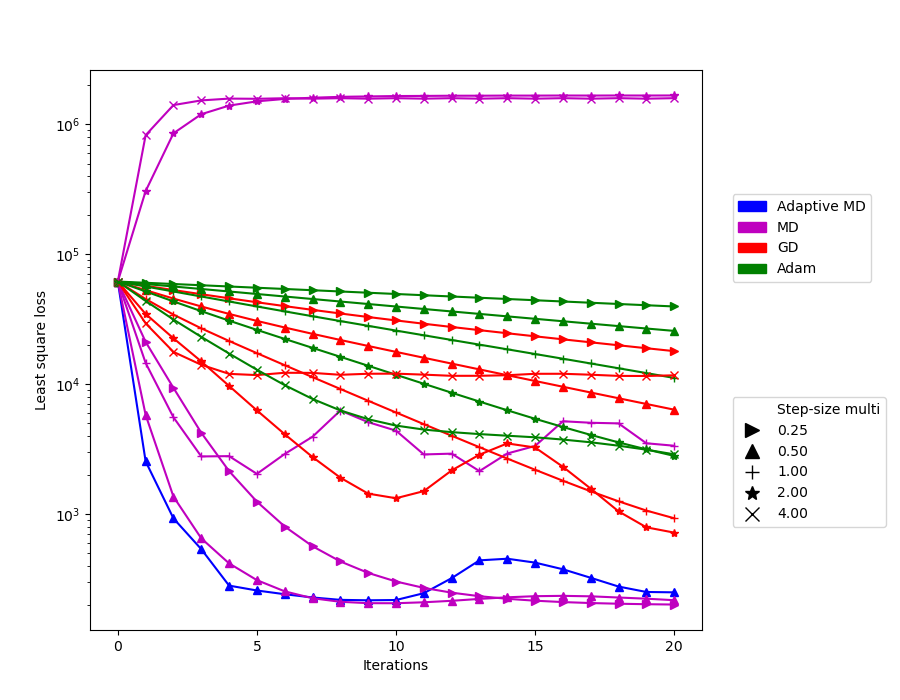 10^6
10^5
10^4
10^3
Least square loss
0
5
10
15
20
Iterations
Adaptive MD
MD
GD
Adam
Step-size multi
0.25
0.50
1.00
2.00
4.00